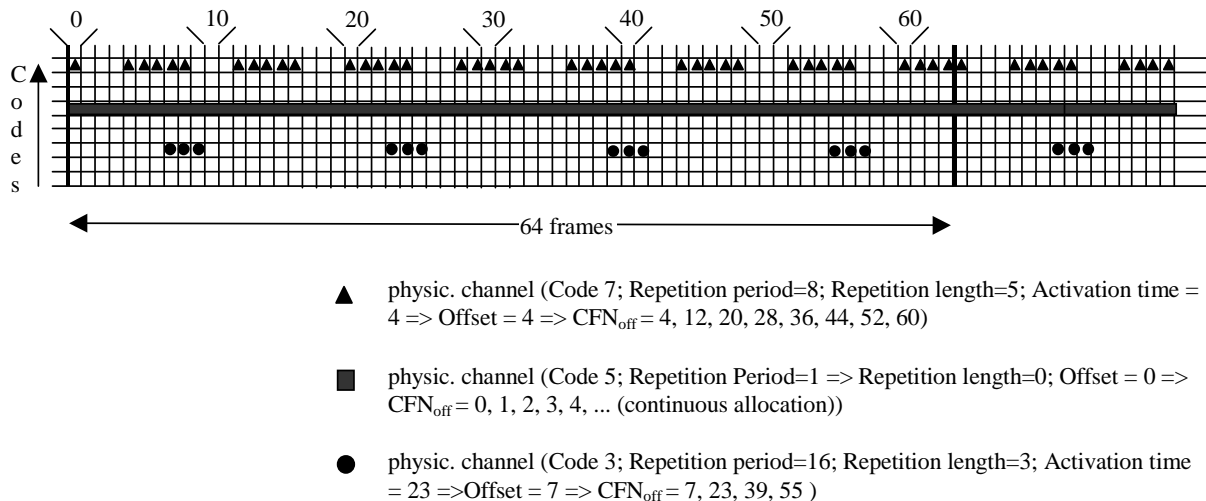 0 10 20 30 40 50 60
C
o
d
e
s
64 frames
physic. channel (Code 7; Repetition period=8; Repetition length=5; Activation time =
4 => Offset = 4 => CFNoff = 4, 12, 20, 28, 36, 44, 52, 60)
physic. channel (Code 5; Repetition Period=1 => Repetition length=0; Offset = 0 =>
CFNoff = 0, 1, 2, 3, 4, ... (continuous allocation))
physic. channel (Code 3; Repetition period=16; Repetition length=3; Activation time
= 23 =>Offset = 7 => CFNoff = 7, 23, 39, 55 )